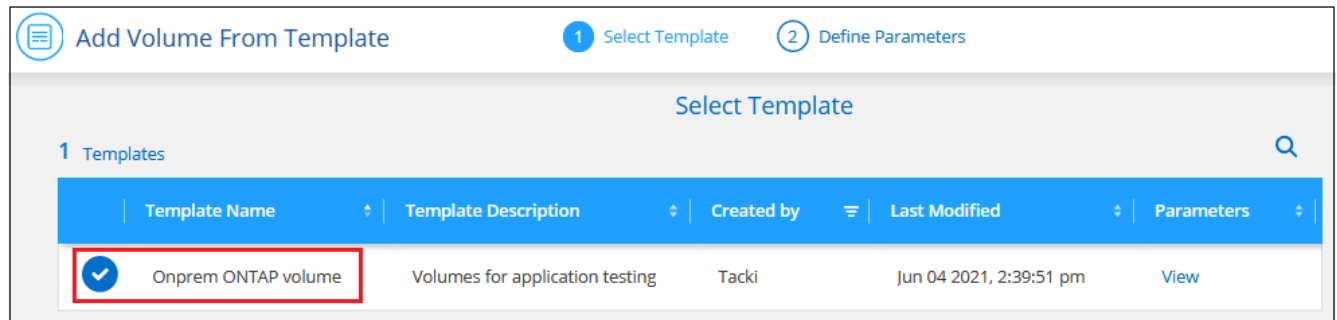 Add Volume From Template
1 Select Template
2 Define Parameters
Select Template
1 Templates
Template Name Template Description Created by Last Modified Parameters
Onprem ONTAP volume Volumes for application testing Tacki Jun 04 2021, 2:39:51 pm View